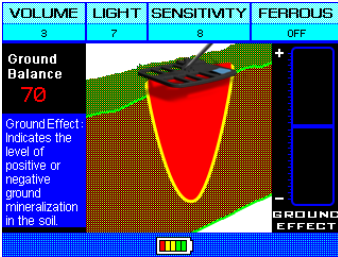 VOLUME LIGHT SENSITIVITY FERROUS
3 7 8 OFF
Ground
Balance
70
Ground Effect:
Indicates the
level of
positive or
negative
ground
mineralization
in the soil.
+
-
GROUND
EFFECT